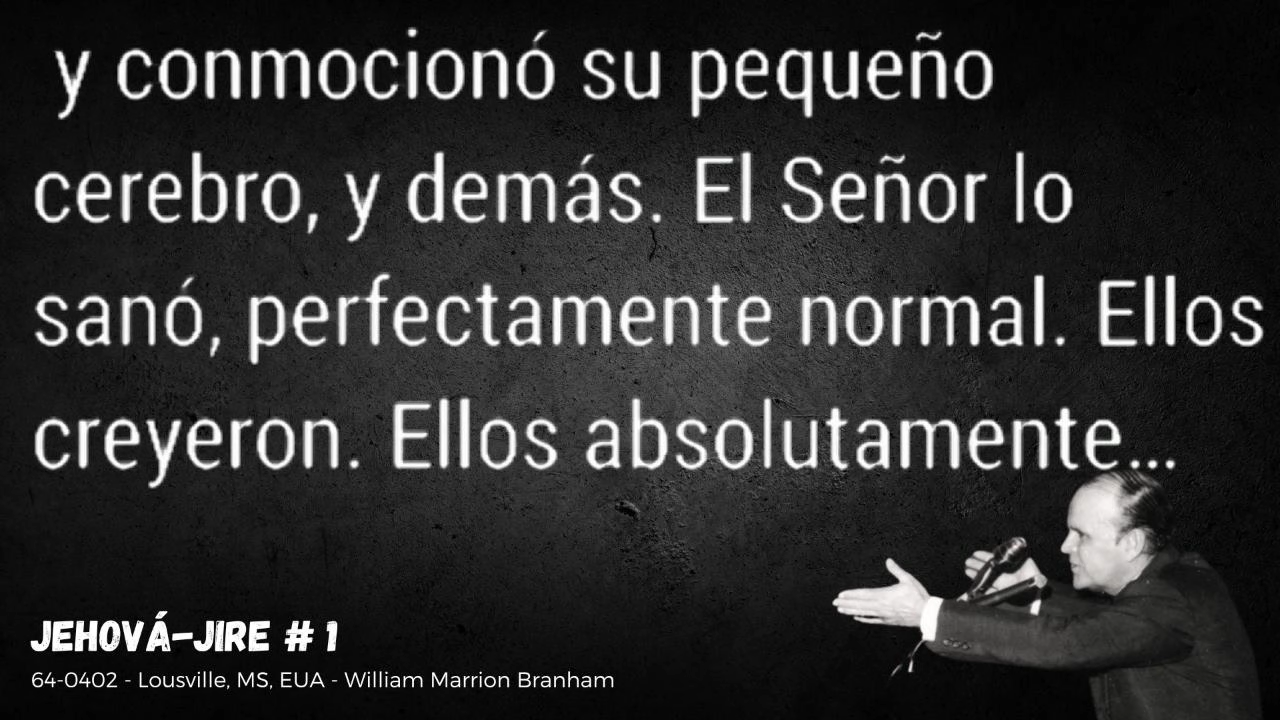 y conmocionó su pequeño
cerebro, y demás. El Señor lo
sanó, perfectamente normal. Ellos
creyeron. Ellos absolutamente...
JEHOVÁ-JIRE # 1
64-0402 - Lousville, MS, EUA - William Marrion Branham